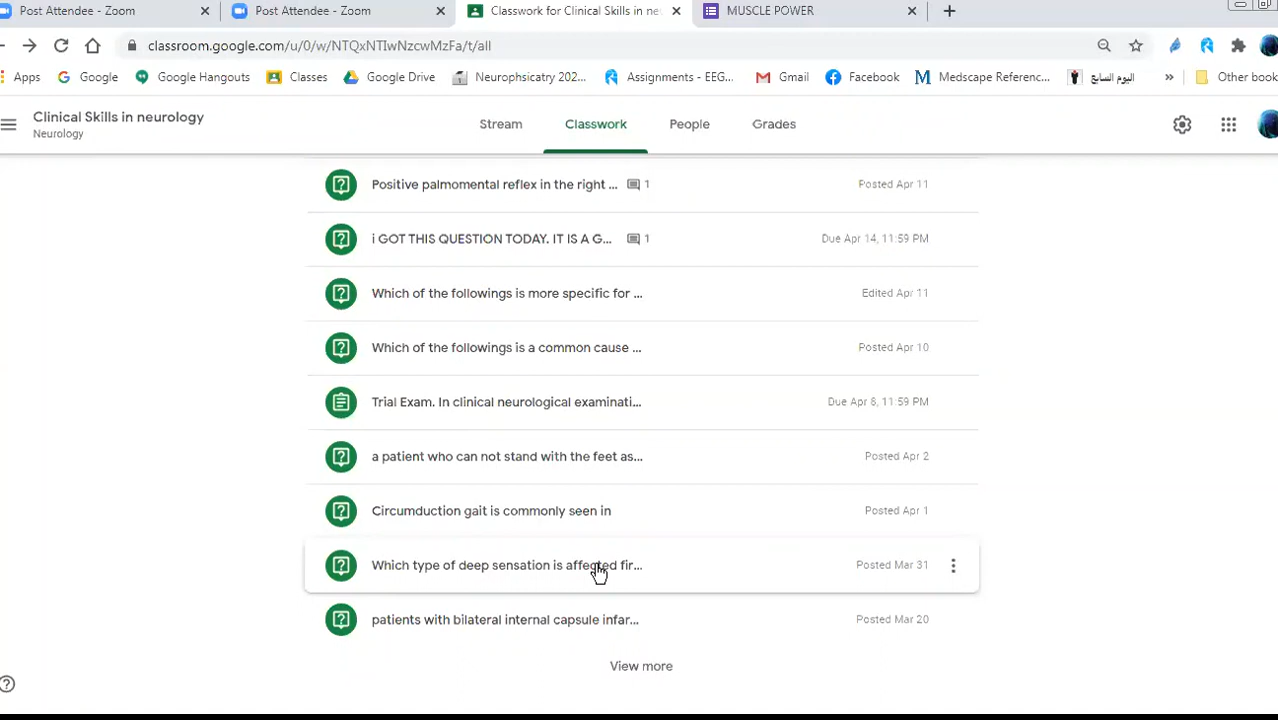 Post Attendee - Zoom
Post Attendee - Zoom
Classwork for Clinical Skills in ne
MUSCLE POWER
classroom.google.com/u/0/w/NTQxNTIwNzcwMzFa/t/all
Apps
Google
Google Hangouts
Classes
Google Drive
Neurophsicatry 202...
Assignments - EEG...
Gmail
Facebook
Medscape Referenc...
اليوم السابع
»
Other book
Clinical Skills in neurology
Neurology
Stream
Classwork
People
Grades
Positive palmomental reflex in the right ...
1
Posted Apr 11
i GOT THIS QUESTION TODAY. IT IS A G...
1
Due Apr 14, 11:59 PM
Which of the followings is more specific for ...
Edited Apr 11
Which of the followings is a common cause ...
Posted Apr 10
Trial Exam. In clinical neurological examinati...
Due Apr 8, 11:59 PM
a patient who can not stand with the feet as...
Posted Apr 2
Circumduction gait is commonly seen in
Posted Apr 1
Which type of deep sensation is affected fir...
Posted Mar 31
patients with bilateral internal capsule infar...
Posted Mar 20
View more